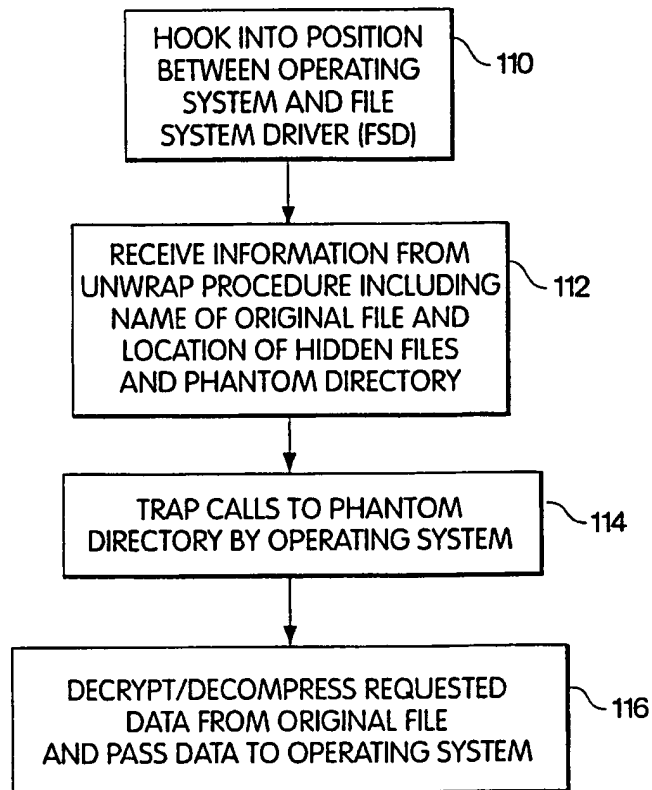 HOOK INTO POSITION
BETWEEN OPERATING
SYSTEM AND FILE
SYSTEM DRIVER (FSD)
110
RECEIVE INFORMATION FROM
UNWRAP PROCEDURE INCLUDING
NAME OF ORIGINAL FILE AND
LOCATION OF HIDDEN FILES
AND PHANTOM DIRECTORY
112
TRAP CALLS TO PHANTOM
DIRECTORY BY OPERATING SYSTEM
114
DECRYPT/DECOMPRESS REQUESTED
DATA FROM ORIGINAL FILE
AND PASS DATA TO OPERATING SYSTEM
116